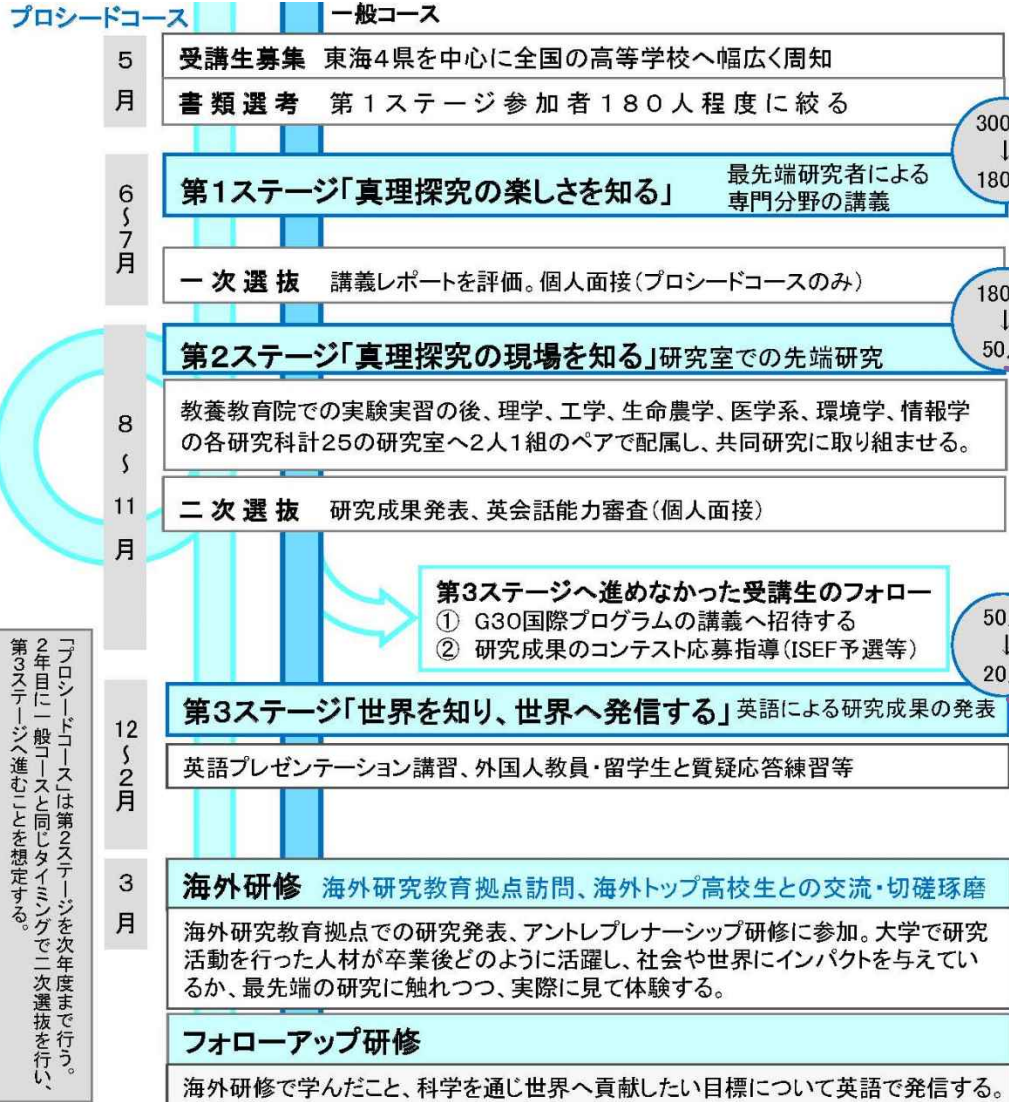 プロシードコース
一般コース
5
月
受講生募集 東海4県を中心に全国の高等学校へ幅広く周知
書類選考 第1ステージ参加者180人程度に絞る
300
↓
180
6
〜
7
月
第1ステージ「真理探究の楽しさを知る」
最先端研究者による
専門分野の講義
一次選抜 講義レポートを評価。個人面接(プロシードコースのみ)
180
↓
50
8
〜
11
月
第2ステージ「真理探究の現場を知る」研究室での先端研究
教養教育院での実験実習の後、理学、工学、生命農学、医学系、環境学、情報学
の各研究科計25の研究室へ2人1組のペアで配属し、共同研究に取り組ませる。
二次選抜 研究成果発表、英会話能力審査(個人面接)
第3ステージへ進めなかった受講生のフォロー
① G30国際プログラムの講義へ招待する
② 研究成果のコンテスト応募指導(ISEF予選等)
50
↓
20
12
〜
2
月
第3ステージ「世界を知り、世界へ発信する」英語による研究成果の発表
英語プレゼンテーション講習、外国人教員・留学生と質疑応答練習等
「プロシードコース」は第2ステージを次年度まで行う。
2年目に一般コースと同じタイミングで二次選抜を行い、
第3ステージへ進むことを想定する。
3
月
海外研修 海外研究教育拠点訪問、海外トップ高校生との交流・切磋琢磨
海外研究教育拠点での研究発表、アントレプレナーシップ研修に参加。大学で研究
活動を行った人材が卒業後どのように活躍し、社会や世界にインパクトを与えてい
るか、最先端の研究に触れつつ、実際に見て体験する。
フォローアップ研修
海外研修で学んだこと、科学を通じ世界へ貢献したい目標について英語で発信する。